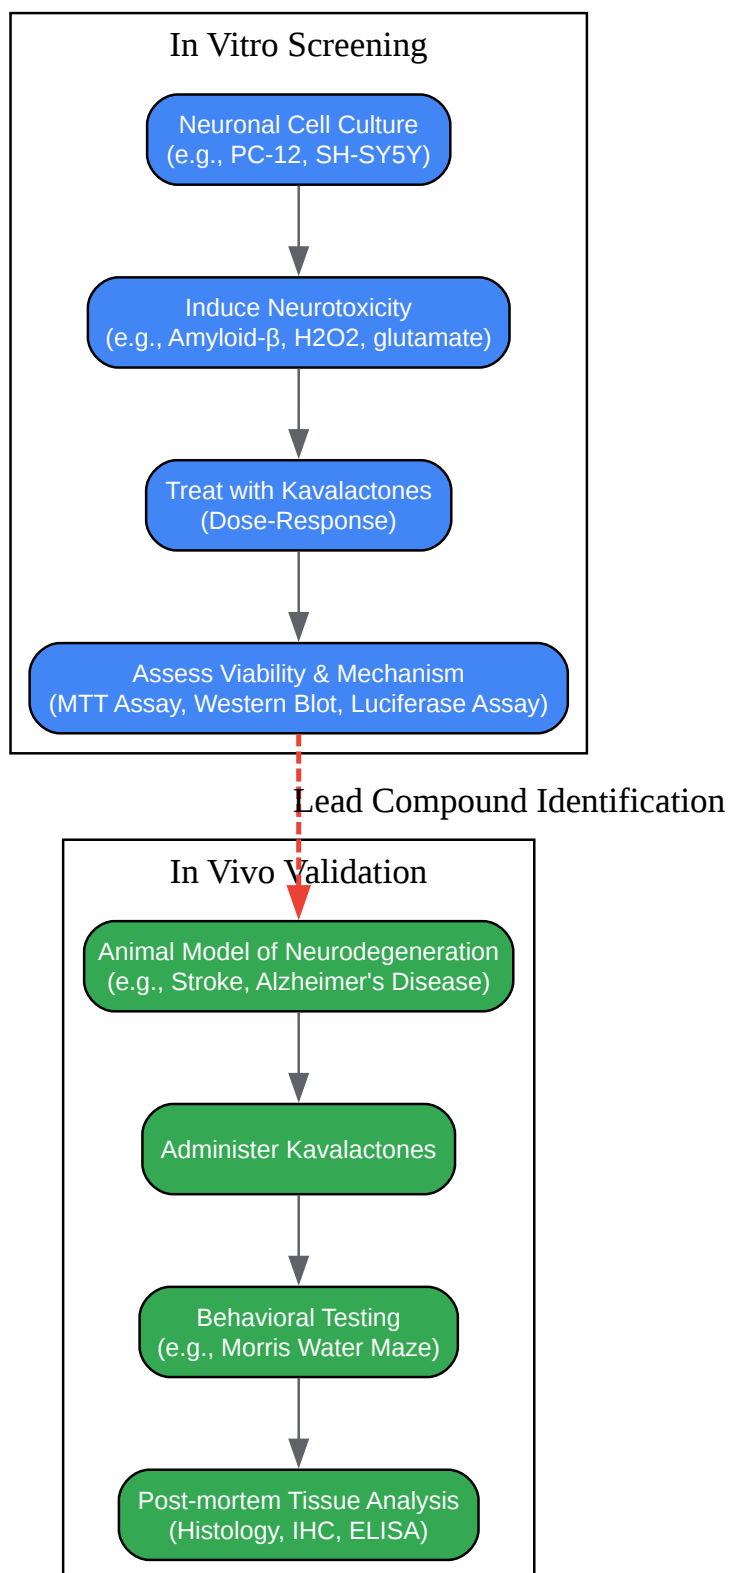 In Vitro Screening
Neuronal Cell Culture
(e.g., PC-12, SH-SY5Y)
Induce Neurotoxicity
(e.g., Amyloid-β, H2O2, glutamate)
Treat with Kavalactones
(Dose-Response)
Assess Viability & Mechanism
(MTT Assay, Western Blot, Luciferase Assay)
Lead Compound Identification
In Vivo Validation
Animal Model of Neurodegeneration
(e.g., Stroke, Alzheimer's Disease)
Administer Kavalactones
Behavioral Testing
(e.g., Morris Water Maze)
Post-mortem Tissue Analysis
(Histology, IHC, ELISA)